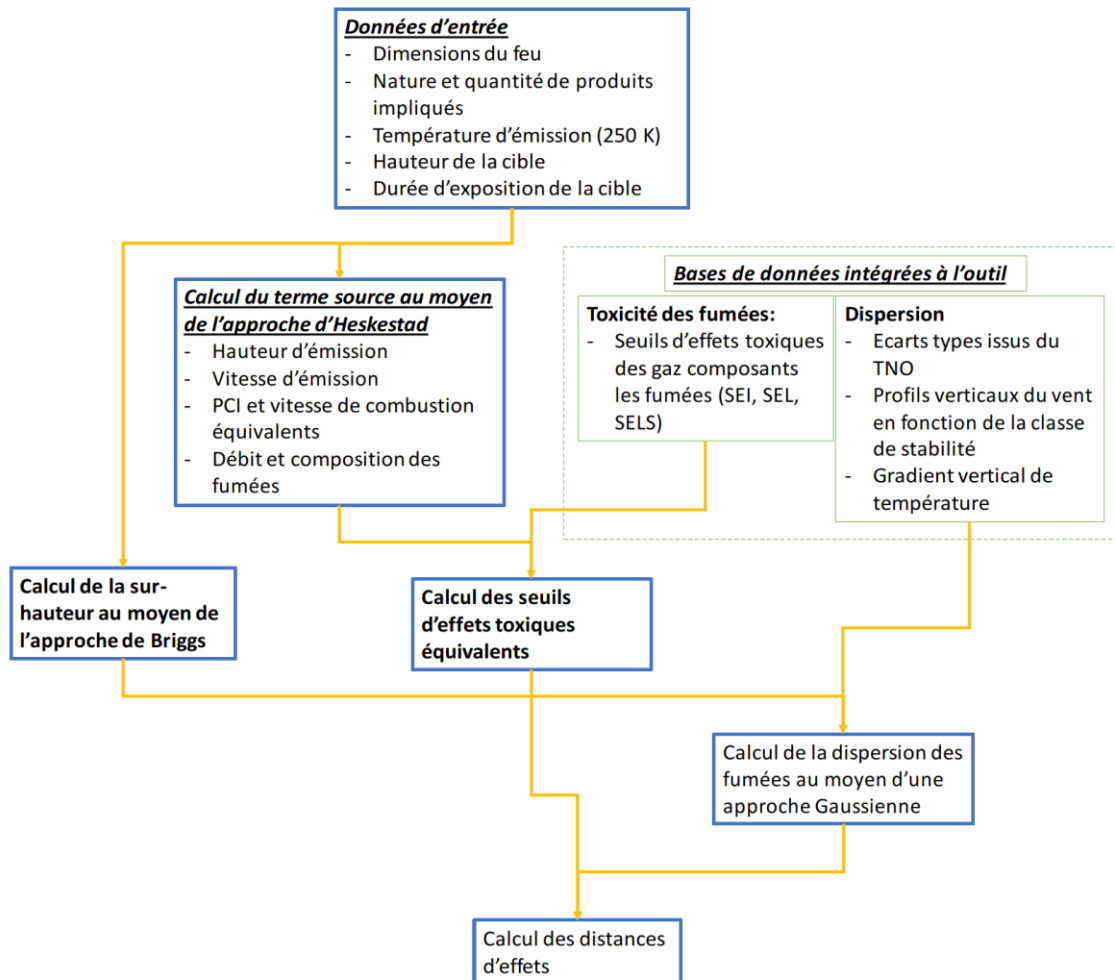 Données d'entrée
- Dimensions du feu
- Nature et quantité de produits
impliqués
- Température d'émission (250 K)
- Hauteur de la cible
- Durée d'exposition de la cible
Calcul du terme source au moyen
de l'approche d'Heskestad
- Hauteur d'émission
- Vitesse d'émission
- PCI et vitesse de combustion
équivalents
- Débit et composition des
fumées
Bases de données intégrées à l'outil
Toxicité des fumées:
- Seuils d'effets toxiques
des gaz composants
les fumées (SEI, SEL,
SELS)
Dispersion
- Ecarts types issus du
TNO
- Profils verticaux du vent
en fonction de la classe
de stabilité
- Gradient vertical de
température
Calcul de la sur-
hauteur au moyen de
l'approche de Briggs
Calcul des seuils
d'effets toxiques
équivalents
Calcul de la dispersion des
fumées au moyen d'une
approche Gaussienne
Calcul des distances
d'effets